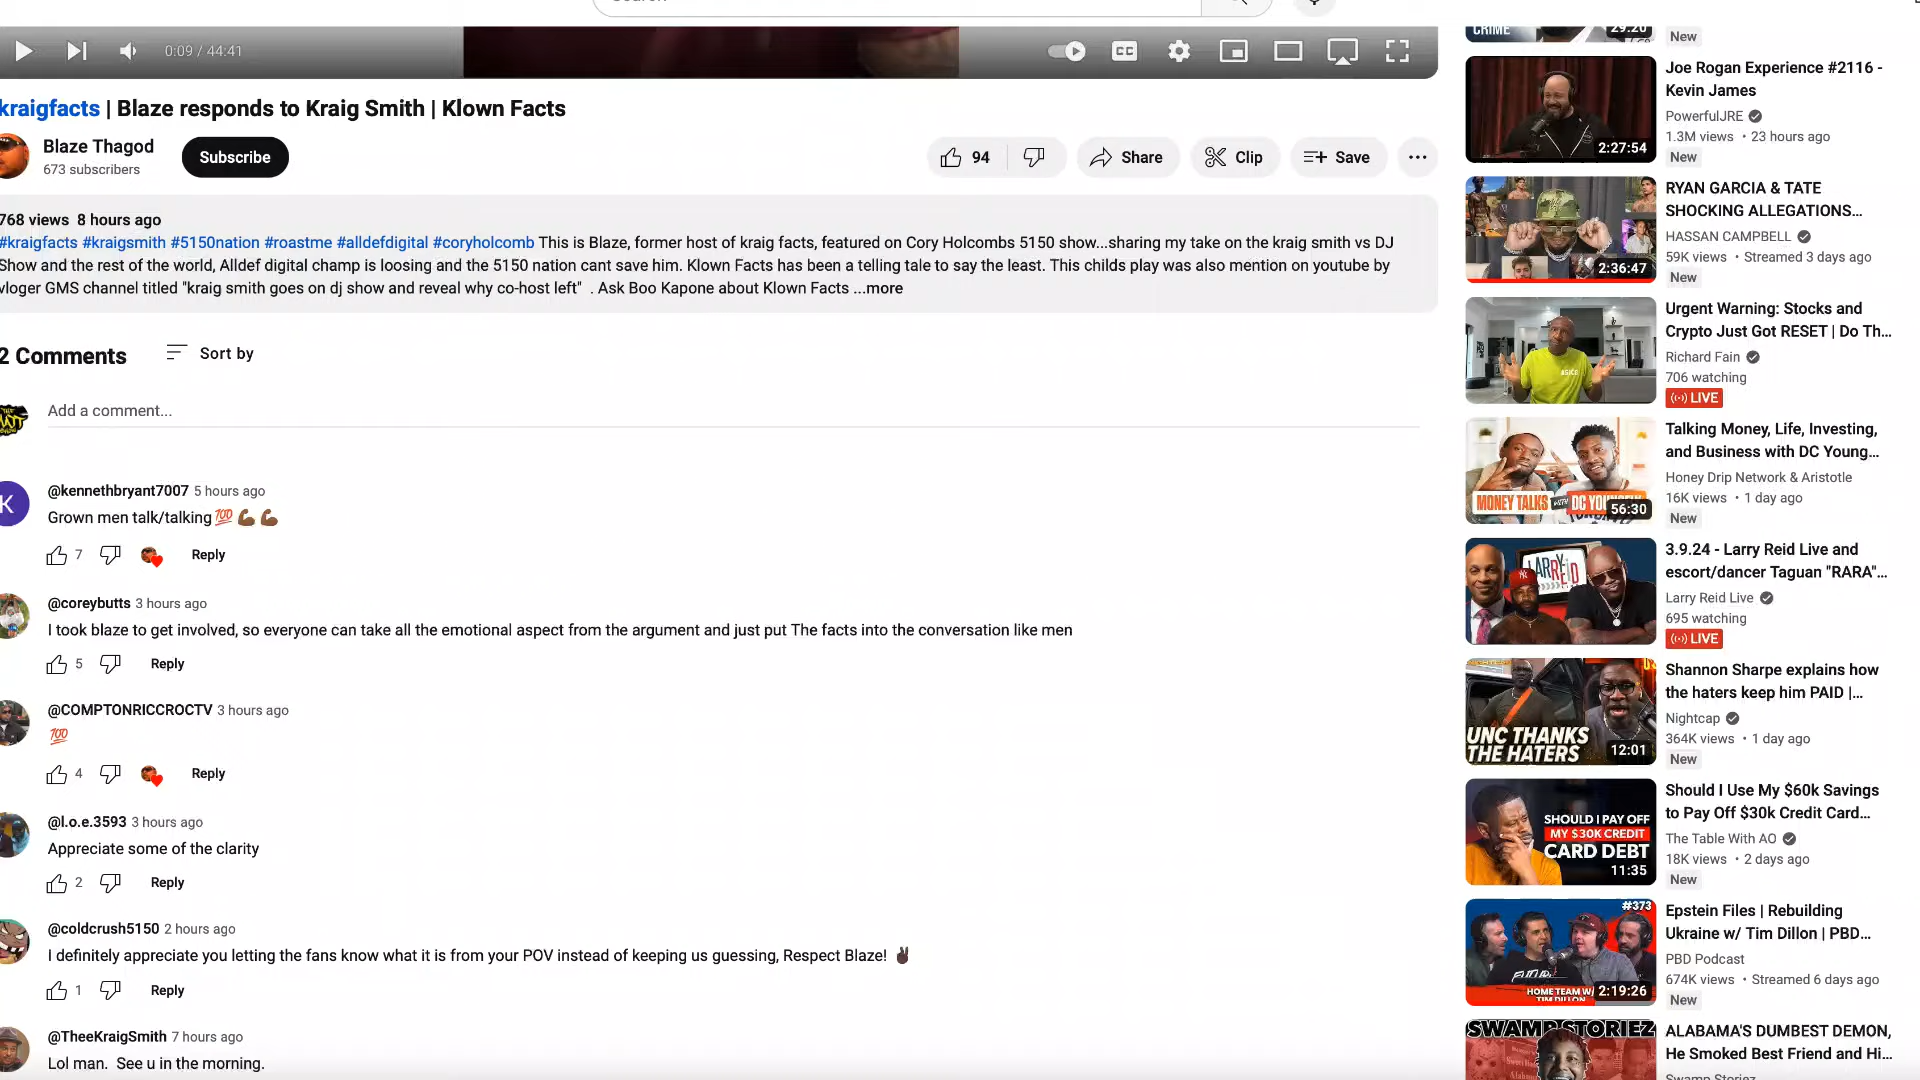 0:09 / 44:41
kraigfacts | Blaze responds to Kraig Smith | Klown Facts
Blaze Thagod
673 subscribers
Subscribe
94
Share
Clip
Save
768 views 8 hours ago
#kraigfacts #kraigsmith #5150nation #roastme #alldefdigital #coryholcomb This is Blaze, former host of kraig facts, featured on Cory Holcombs 5150 show...sharing my take on the kraig smith vs DJ
Show and the rest of the world, Alldef digital champ is loosing and the 5150 nation cant save him. Klown Facts has been a telling tale to say the least. This childs play was also mention on youtube by
vloger GMS channel titled "kraig smith goes on dj show and reveal why co-host left" . Ask Boo Kapone about Klown Facts ...more
2 Comments
Sort by
Add a comment...
K
@kennethbryant7007 5 hours ago
Grown men talk/talking💯 💪🏾 💪🏾
7
Reply
@coreybutts 3 hours ago
I took blaze to get involved, so everyone can take all the emotional aspect from the argument and just put The facts into the conversation like men
5
Reply
@COMPTONRICCROCTV 3 hours ago
💯
4
Reply
@l.o.e.3593 3 hours ago
Appreciate some of the clarity
2
Reply
@coldcrush5150 2 hours ago
I definitely appreciate you letting the fans know what it is from your POV instead of keeping us guessing, Respect Blaze! ✌🏿
1
Reply
@TheeKraigSmith 7 hours ago
Lol man. See u in the morning.
CRIME
29:20
New
2:27:54
Joe Rogan Experience #2116 -
Kevin James
PowerfulJRE
1.3M views • 23 hours ago
New
2:36:47
RYAN GARCIA & TATE
SHOCKING ALLEGATIONS...
HASSAN CAMPBELL
59K views • Streamed 3 days ago
New
Urgent Warning: Stocks and
Crypto Just Got RESET | Do Th...
Richard Fain
706 watching
LIVE
MONEY TALKS WITH DC YOUNGFLY
56:30
Talking Money, Life, Investing,
and Business with DC Young...
Honey Drip Network & Aristotle
16K views • 1 day ago
New
LARRY REID
3.9.24 - Larry Reid Live and
escort/dancer Taguan "RARA"...
Larry Reid Live
695 watching
LIVE
UNC THANKS
THE HATERS
12:01
Shannon Sharpe explains how
the haters keep him PAID |...
Nightcap
364K views • 1 day ago
New
SHOULD I PAY OFF
MY $30K CREDIT
CARD DEBT
11:35
Should I Use My $60k Savings
to Pay Off $30k Credit Card...
The Table With AO
18K views • 2 days ago
New
#373
HOME TEAM W/
TIM DILLON
2:19:26
Epstein Files | Rebuilding
Ukraine w/ Tim Dillon | PBD...
PBD Podcast
674K views • Streamed 6 days ago
New
SWAMP STORIEZ
ALABAMA'S DUMBEST DEMON,
He Smoked Best Friend and Hi...
Swamp Storiez